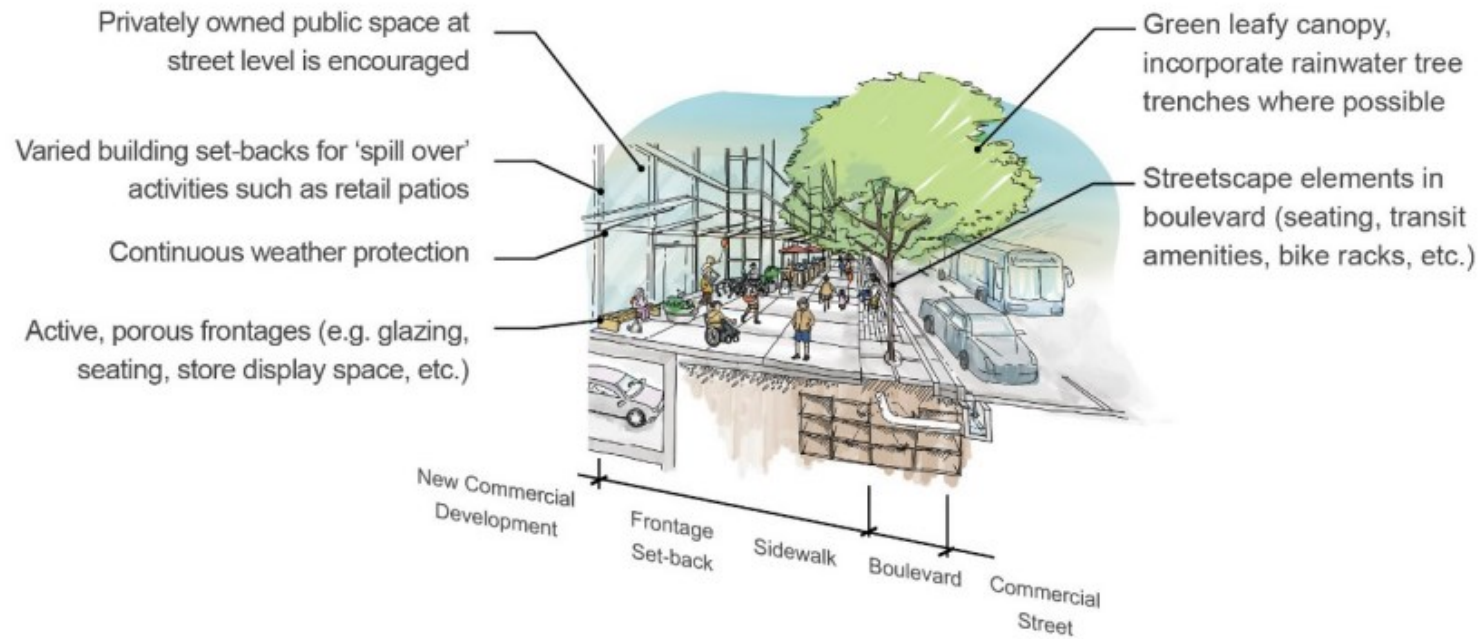 Privately owned public space at
street level is encouraged
Varied building set-backs for ‘spill over’
activities such as retail patios
Continuous weather protection
Active, porous frontages (e.g. glazing,
seating, store display space, etc.)
Green leafy canopy,
incorporate rainwater tree
trenches where possible
Streetscape elements in
boulevard (seating, transit
amenities, bike racks, etc.)
New Commercial
Development
Frontage
Set-back
Sidewalk
Boulevard
Commercial
Street